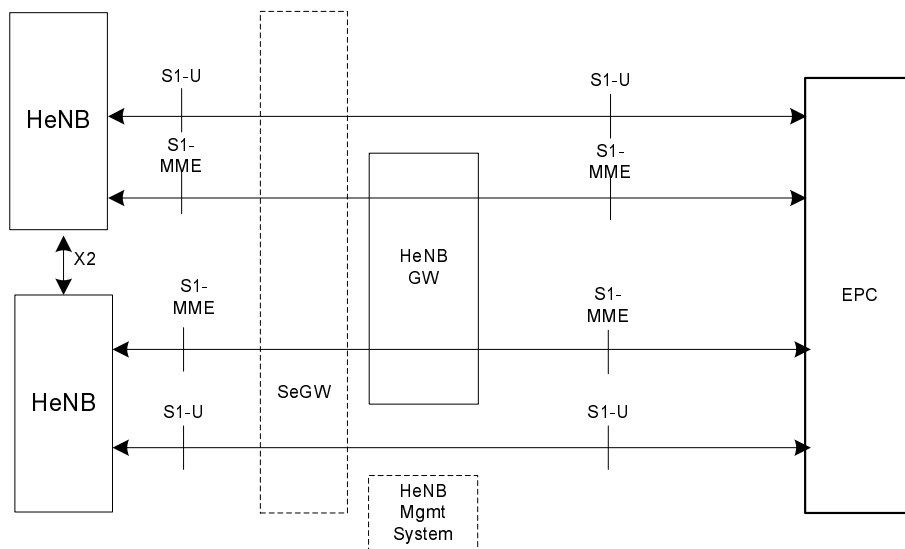 S1-U
S1-U
HeNB
S1-
MME
S1-
MME
HeNB
GW
X2
S1-
MME
S1-
MME
EPC
SeGW
HeNB
S1-U
S1-U
HeNB
Mgmt
System